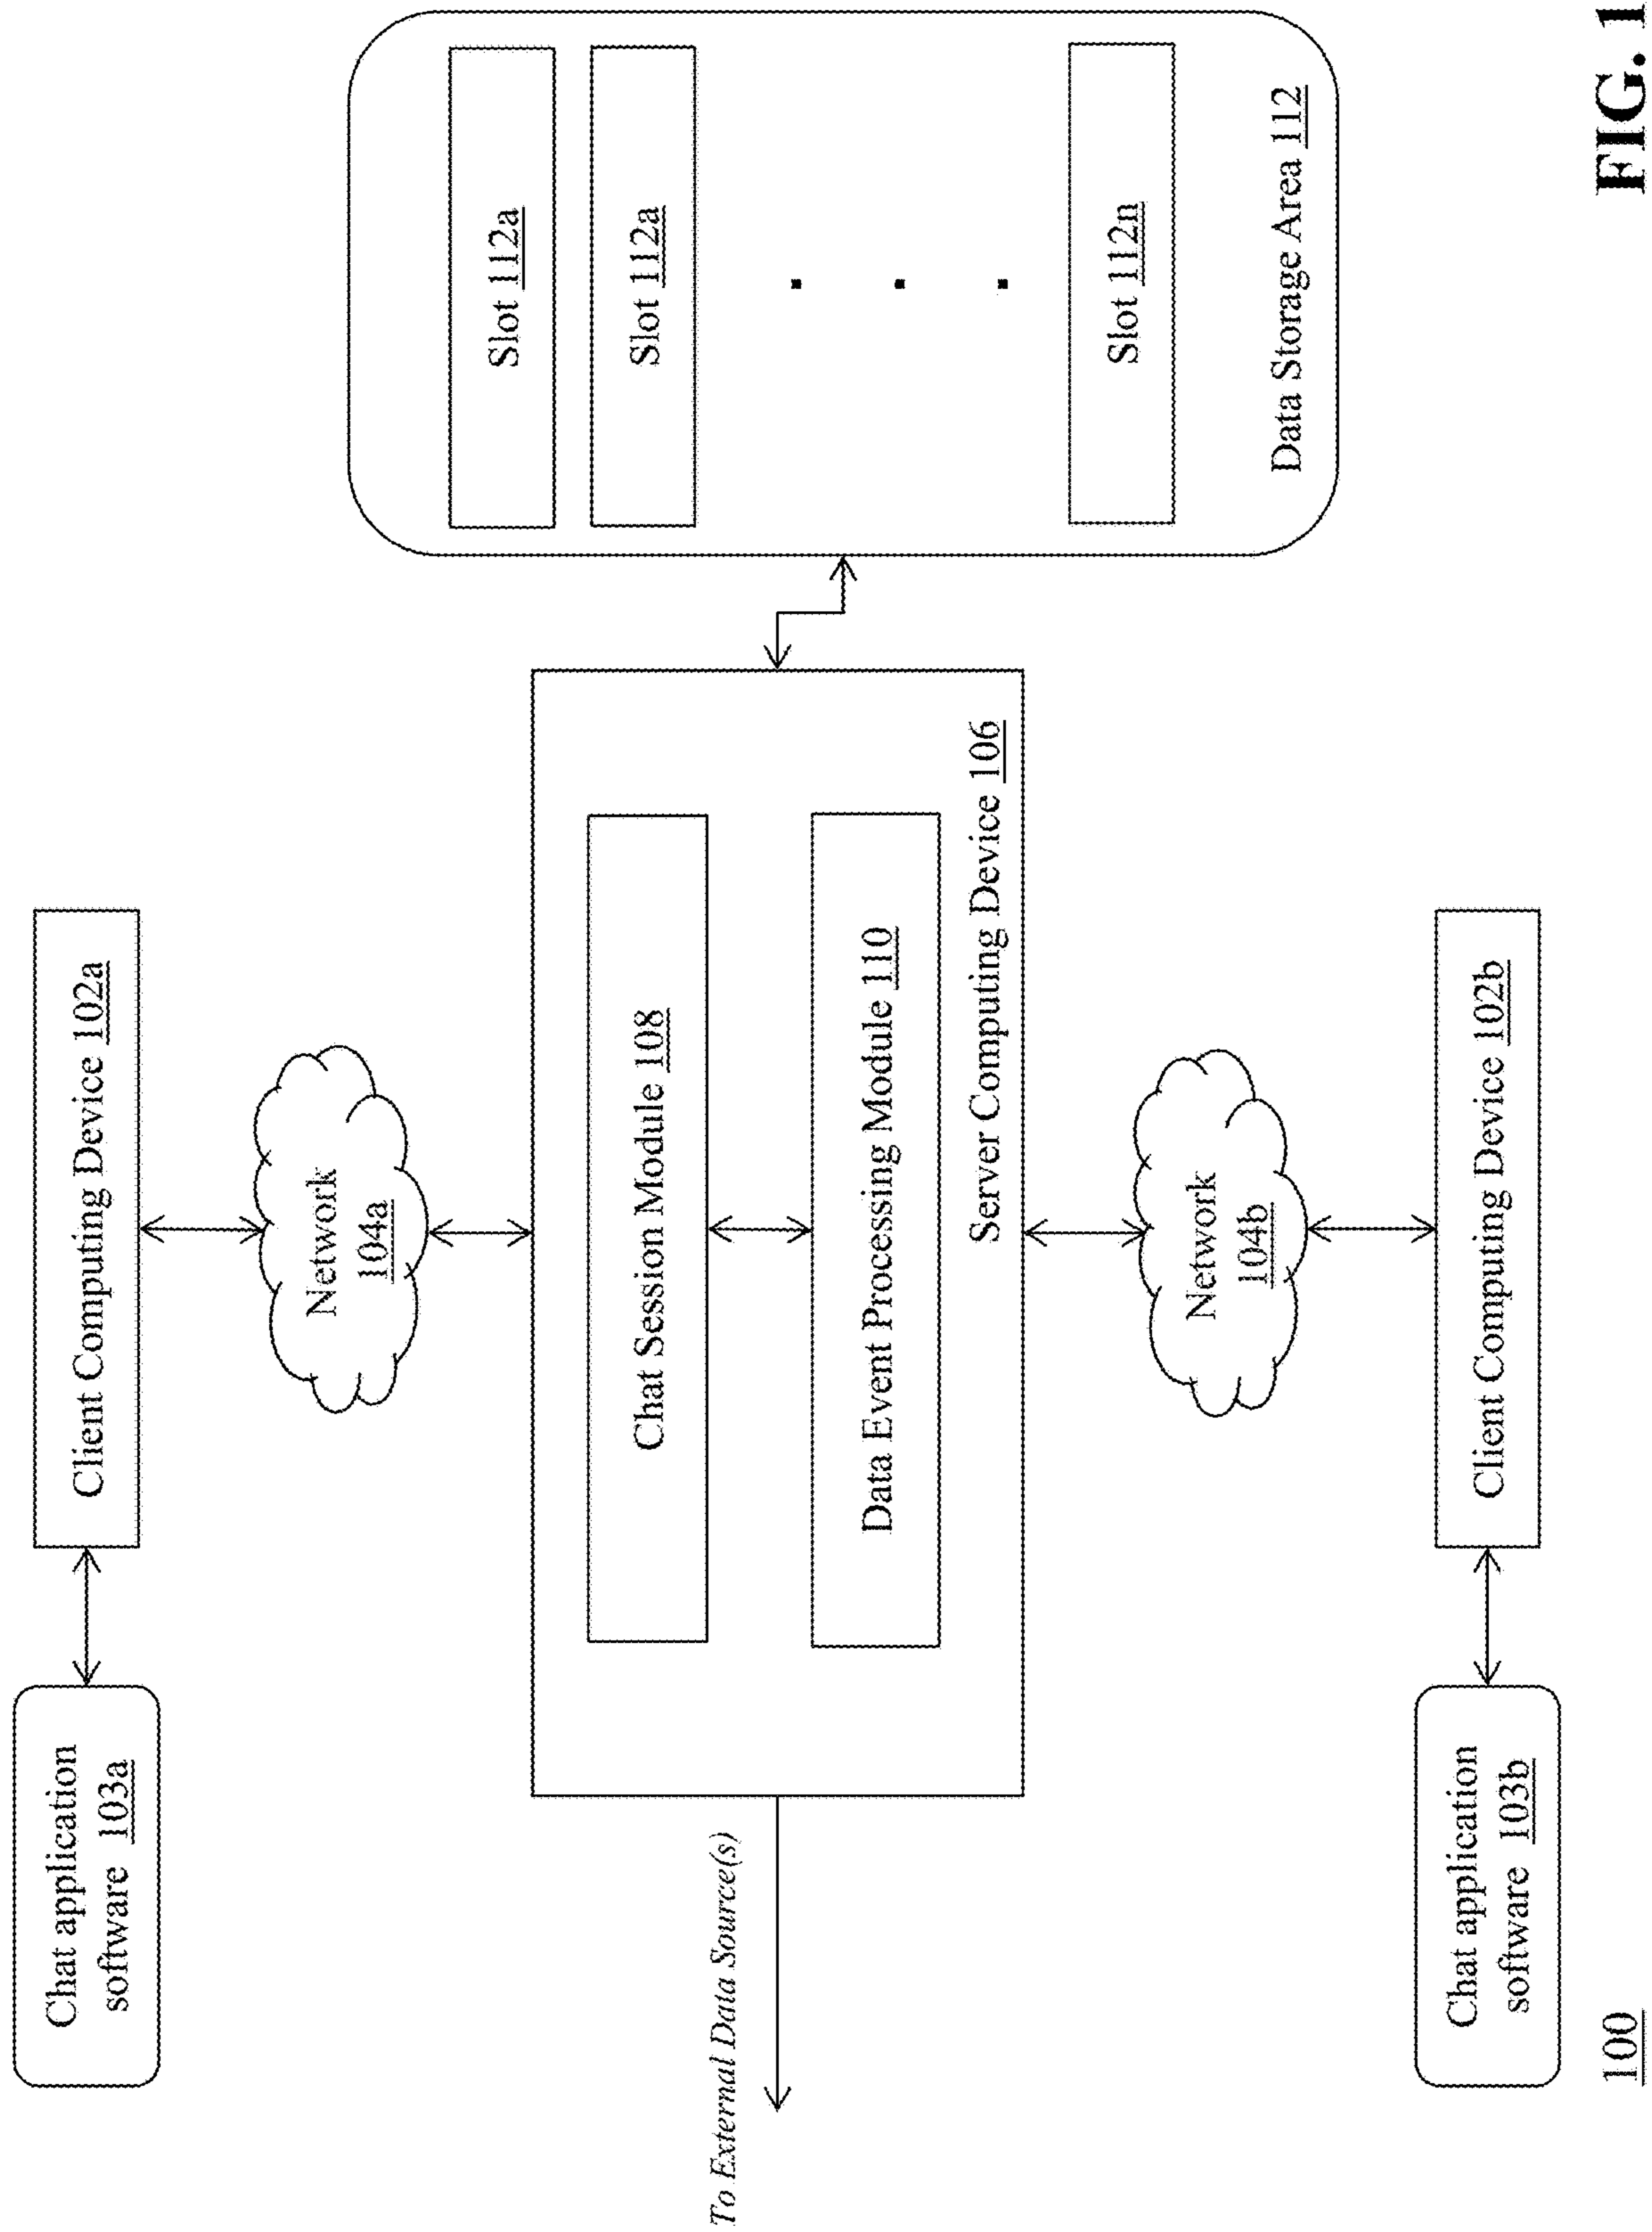 Chat application
software 103a
Client Computing Device 102a
Network
104a
To External Data Source(s)
Chat Session Module 108
Data Event Processing Module 110
Server Computing Device 106
Slot 112a
Slot 112a
.
.
.
Slot 112n
Data Storage Area 112
Network
104b
Chat application
software 103b
Client Computing Device 102b
100
FIG. 1